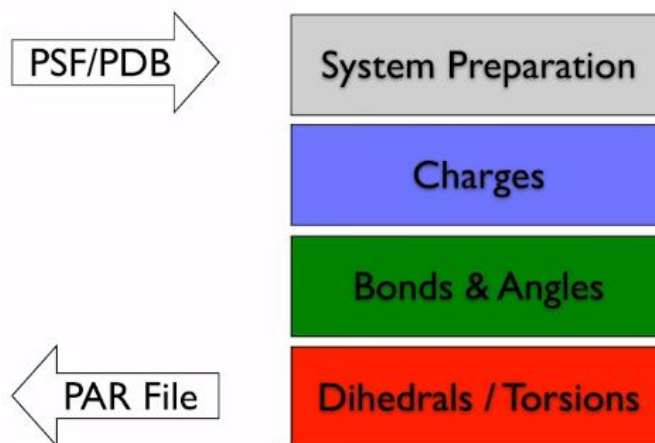 PSF/PDB
System Preparation
Charges
Bonds & Angles
PAR File
Dihedrals / Torsions